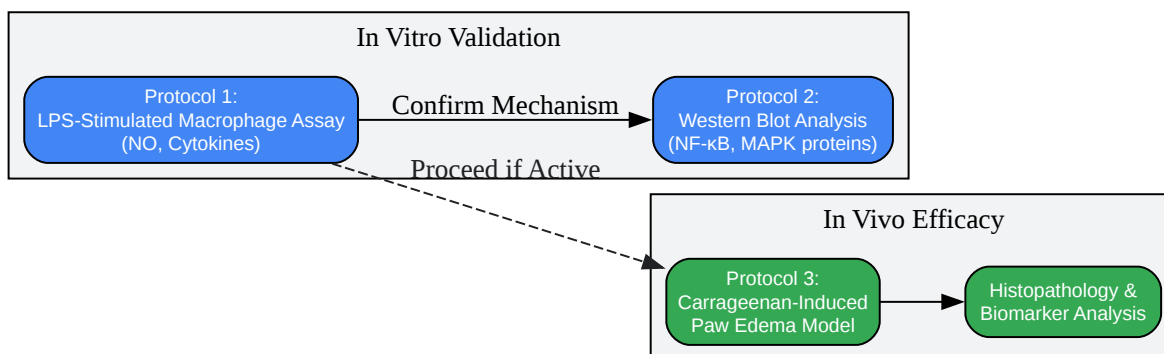 In Vitro Validation
Protocol 1:
LPS-Stimulated Macrophage Assay
(NO, Cytokines)
Confirm Mechanism
Protocol 2:
Western Blot Analysis
(NF-κB, MAPK proteins)
Proceed if Active
In Vivo Efficacy
Protocol 3:
Carrageenan-Induced
Paw Edema Model
Histopathology &
Biomarker Analysis